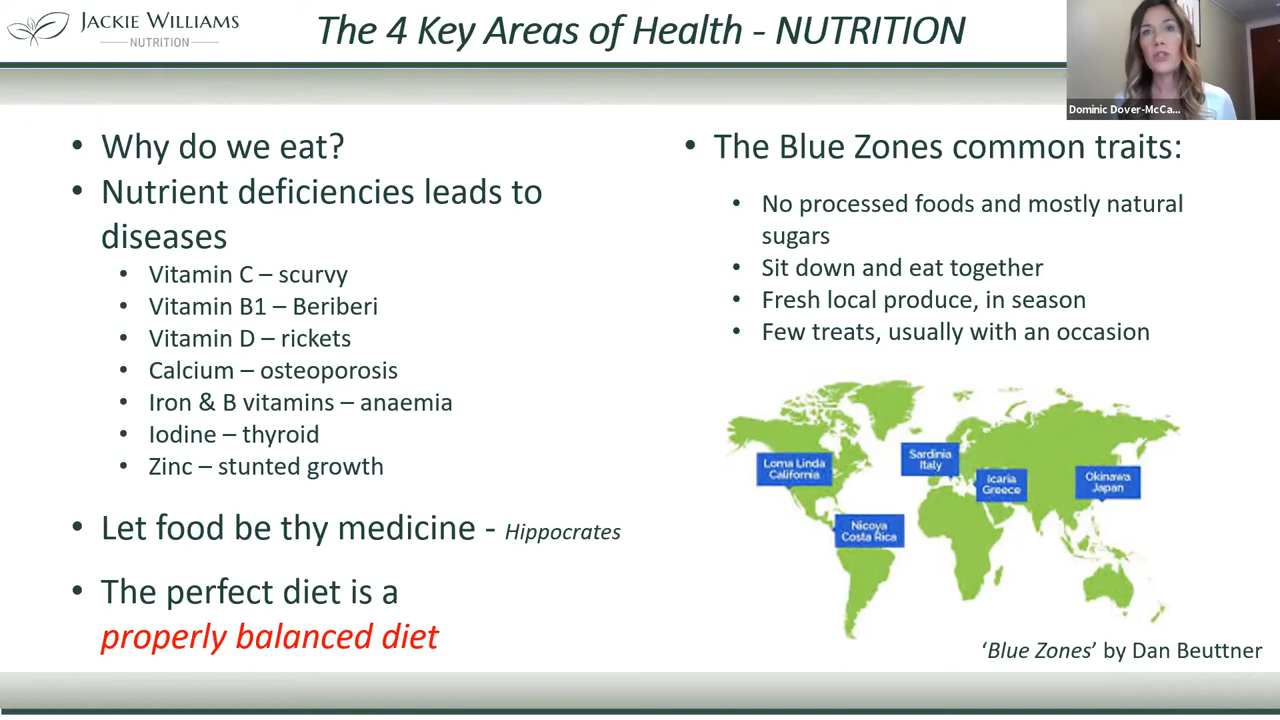 JACKIE WILLIAMS
NUTRITION
The 4 Key Areas of Health - NUTRITION
Dominic Dover-McCa...
• Why do we eat?
• Nutrient deficiencies leads to
diseases
• Vitamin C – scurvy
• Vitamin B1 – Beriberi
• Vitamin D – rickets
• Calcium – osteoporosis
• Iron & B vitamins – anaemia
• Iodine – thyroid
• Zinc – stunted growth
• Let food be thy medicine - Hippocrates
• The perfect diet is a
properly balanced diet
• The Blue Zones common traits:
• No processed foods and mostly natural
sugars
• Sit down and eat together
• Fresh local produce, in season
• Few treats, usually with an occasion
Loma Linda
California
Sardinia
Italy
Icaria
Greece
Okinawa
Japan
Nicoya
Costa Rica
‘Blue Zones’ by Dan Beuttner